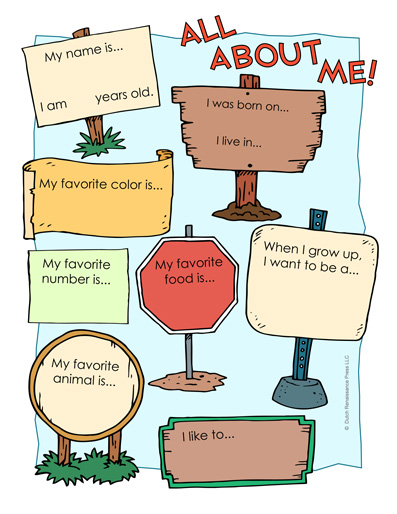 ALL
ABOUT
ME!
My name is...
I am years old.
I was born on...
I live in...
My favorite color is...
My favorite
number is...
My favorite
food is...
When I grow up,
I want to be a...
My favorite
animal is...
I like to...
© Dutch Renaissance Press LLC